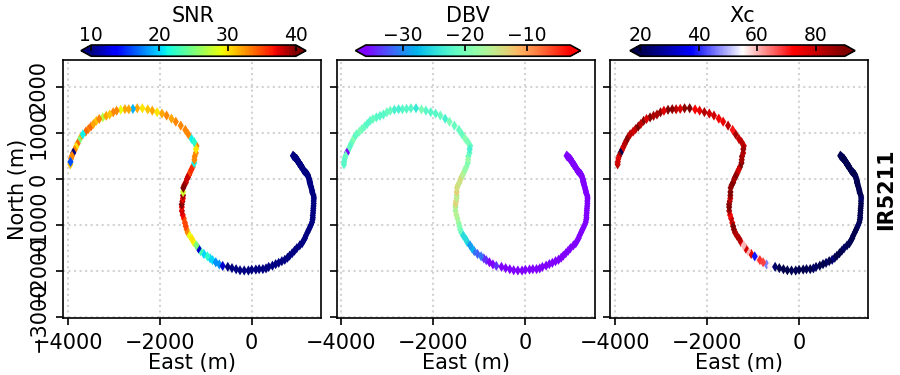 SNR DBV Xc
10 20 30 40 −30 −20 −10 20 40 60 80
2000
1000
0
−1000
−2000
−3000
North (m)
IR5211
−4000 −2000 0 −4000 −2000 0 −4000 −2000 0
East (m) East (m) East (m)